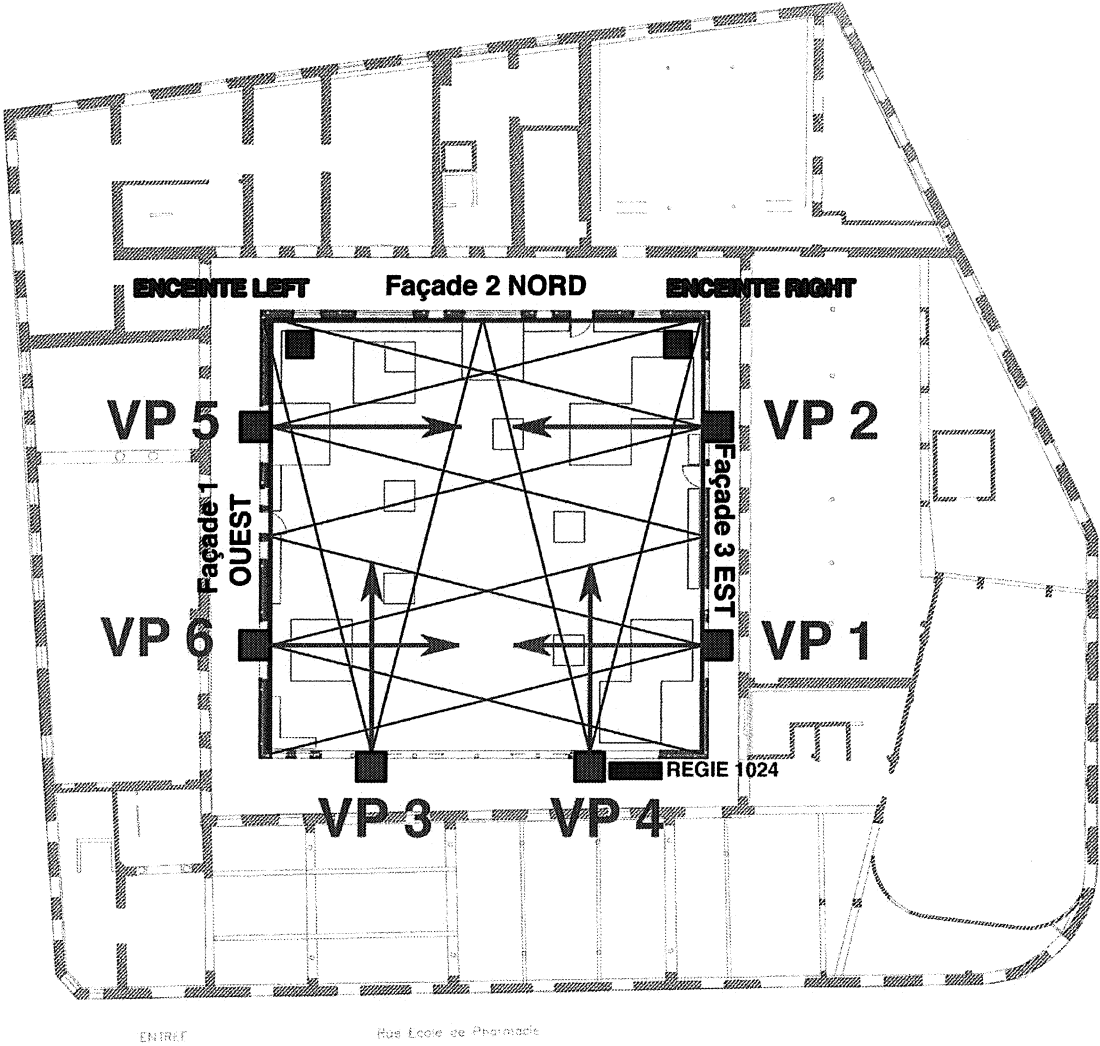 ENCEINTE LEFT
Façade 2 NORD
ENCEINTE RIGHT
VP 5
VP 2
Façade 1
OUEST
Façade 3 EST
VP 6
VP 1
REGIE 1024
VP 3
VP 4
ENTREE
Rue Ecole de Pharmacie